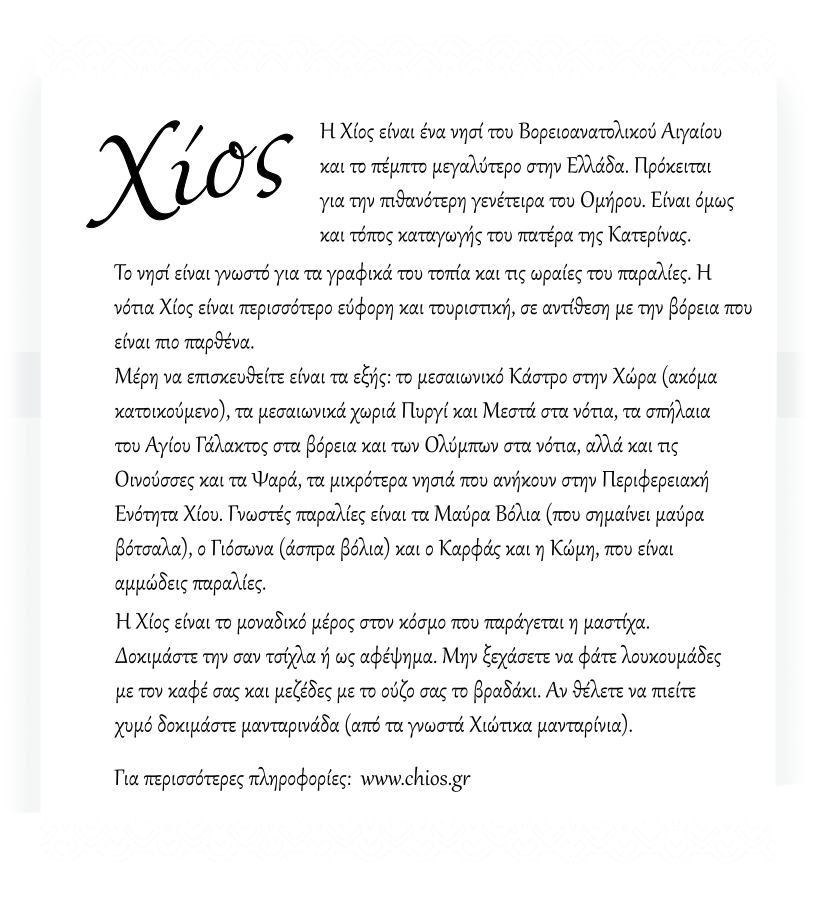 Χίος
Η Χίος είναι ένα νησί του Βορειοανατολικού Αιγαίου
και το πέμπτο μεγαλύτερο στην Ελλάδα. Πρόκειται
για την πιθανότερη γενέτειρα του Ομήρου. Είναι όμως
και τόπος καταγωγής του πατέρα της Κατερίνας.
Το νησί είναι γνωστό για τα γραφικά του τοπία και τις ωραίες του παραλίες. Η
νότια Χίος είναι περισσότερο εύφορη και τουριστική, σε αντίθεση με την βόρεια που
είναι πιο παρθένα.
Μέρη να επισκευθείτε είναι τα εξής: το μεσαιωνικό Κάστρο στην Χώρα (ακόμα
κατοικούμενο), τα μεσαιωνικά χωριά Πυργί και Μεστά στα νότια, τα σπήλαια
του Αγίου Γάλακτος στα βόρεια και των Ολύμπων στα νότια, αλλά και τις
Οινούσσες και τα Ψαρά, τα μικρότερα νησιά που ανήκουν στην Περιφερειακή
Ενότητα Χίου. Γνωστές παραλίες είναι τα Μαύρα Βόλια (που σημαίνει μαύρα
βότσαλα), ο Γιόσωνα (άσπρα βόλια) και ο Καρφάς και η Κώμη, που είναι
αμμώδεις παραλίες.
Η Χίος είναι το μοναδικό μέρος στον κόσμο που παράγεται η μαστίχα.
Δοκιμάστε την σαν τσίχλα ή ως αφέψημα. Μην ξεχάσετε να φάτε λουκουμάδες
με τον καφέ σας και μεζέδες με το ούζο σας το βραδάκι. Αν θέλετε να πιείτε
χυμό δοκιμάστε μανταρινάδα (από τα γνωστά Χιώτικα μανταρίνια).
Για περισσότερες πληροφορίες: www.chios.gr